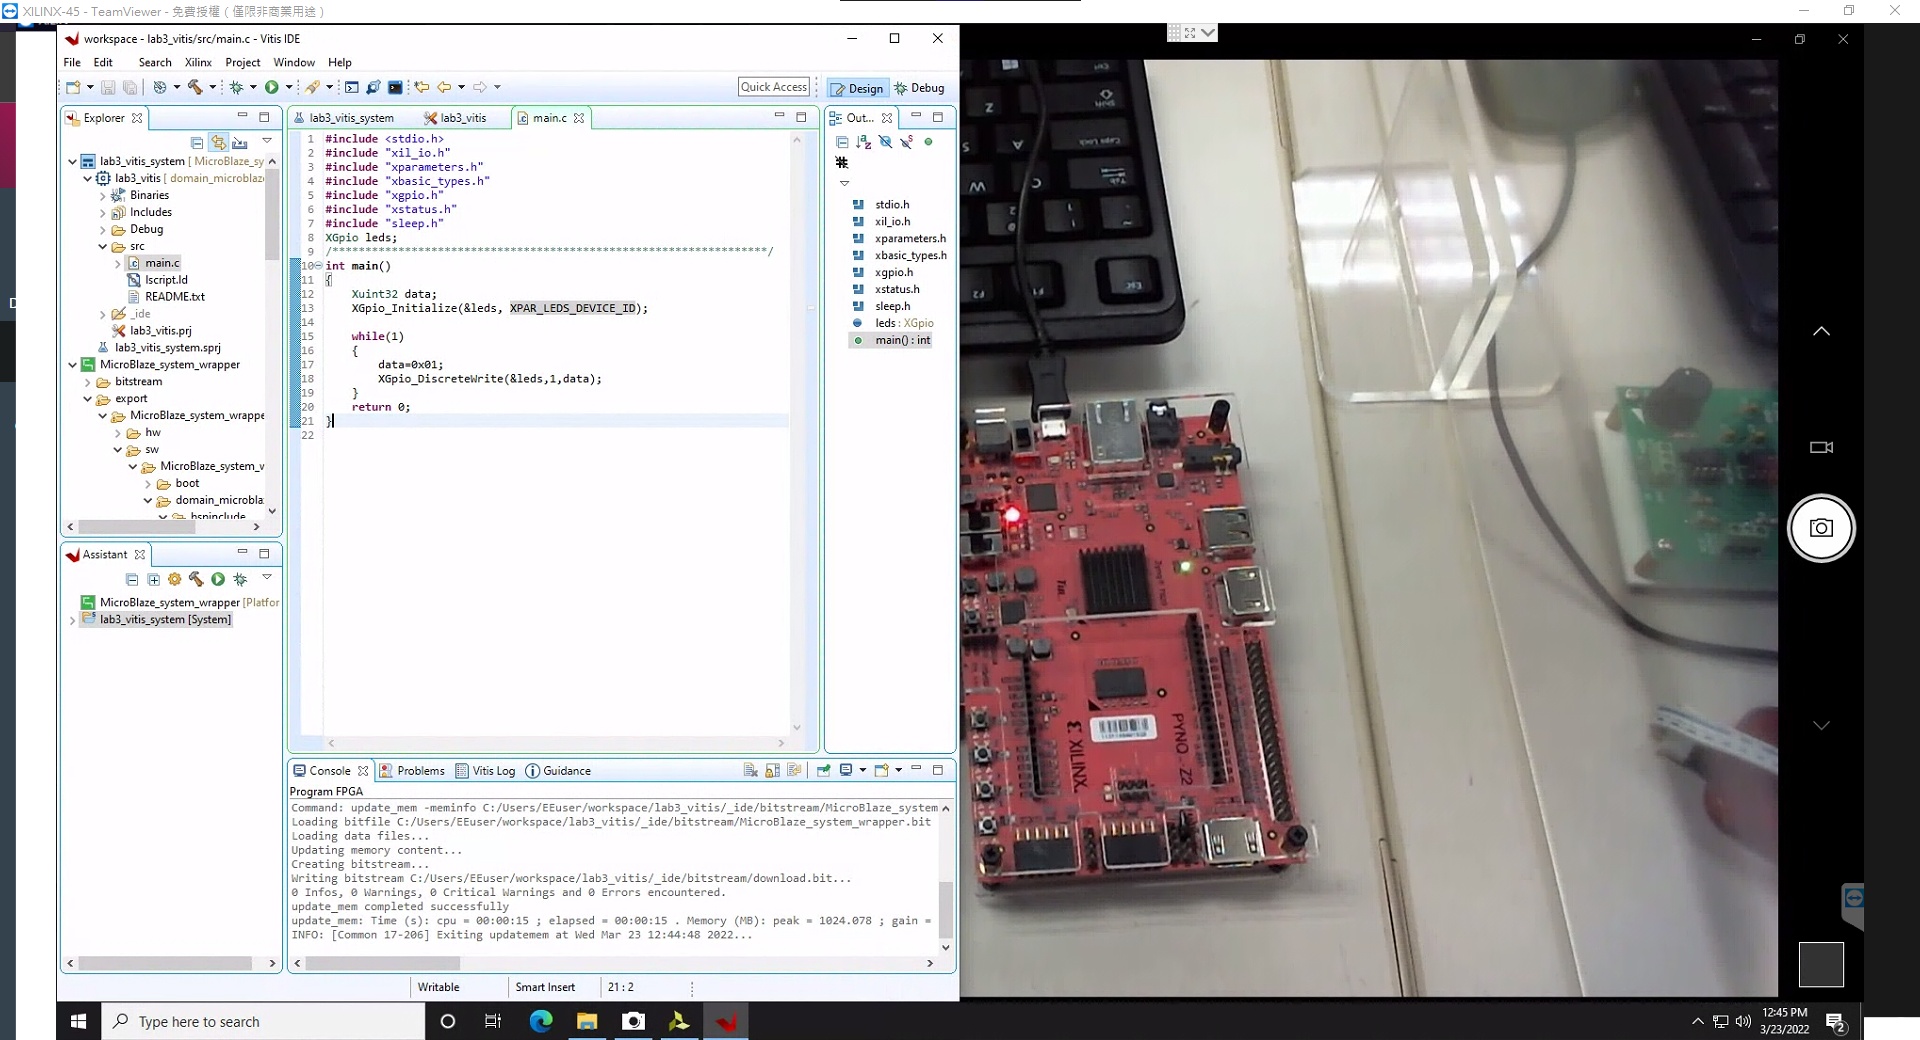 XILINX-45 - TeamViewer - 免費授權 ( 僅限非商業用途 )
workspace - lab3_vitis/src/main.c - Vitis IDE
File Edit Search Xilinx Project Window Help
Quick Access
Design
Debug
Explorer
lab3_vitis_system [ MicroBlaze_sy
lab3_vitis [ domain_microblaze
Binaries
Includes
Debug
src
main.c
lscript.ld
README.txt
_ide
lab3_vitis.prj
lab3_vitis_system.sprj
MicroBlaze_system_wrapper
bitstream
export
MicroBlaze_system_wrappe
hw
sw
MicroBlaze_system_v
boot
domain_microbla:
bspinclude
Assistant
MicroBlaze_system_wrapper [Platfor
lab3_vitis_system [System]
lab3_vitis_system
lab3_vitis
main.c
1 #include <stdio.h>
2 #include "xil_io.h"
3 #include "xparameters.h"
4 #include "xbasic_types.h"
5 #include "xgpio.h"
6 #include "xstatus.h"
7 #include "sleep.h"
8 XGpio leds;
9 /*******************************************************************/
10 int main()
11 {
12 Xuint32 data;
13 XGpio_Initialize(&leds, XPAR_LEDS_DEVICE_ID);
14
15 while(1)
16 {
17 data=0x01;
18 XGpio_DiscreteWrite(&leds,1,data);
19 }
20 return 0;
21 }
22
Out...
stdio.h
xil_io.h
xparameters.h
xbasic_types.h
xgpio.h
xstatus.h
sleep.h
leds : XGpio
main() : int
Console
Problems
Vitis Log
Guidance
Program FPGA
Command: update_mem -meminfo C:/Users/EEuser/workspace/lab3_vitis/_ide/bitstream/MicroBlaze_system
Loading bitfile C:/Users/EEuser/workspace/lab3_vitis/_ide/bitstream/MicroBlaze_system_wrapper.bit
Loading data files...
Updating memory content...
Creating bitstream...
Writing bitstream C:/Users/EEuser/workspace/lab3_vitis/_ide/bitstream/download.bit...
0 Infos, 0 Warnings, 0 Critical Warnings and 0 Errors encountered.
update_mem completed successfully
update_mem: Time (s): cpu = 00:00:15 ; elapsed = 00:00:15 . Memory (MB): peak = 1024.078 ; gain =
INFO: [Common 17-206] Exiting updatemem at Wed Mar 23 12:44:48 2022...
Writable
Smart Insert
21 : 2
Ctrl
Shift
Caps Lock
Z
Q
W
2
1
Esc
XILINX
PYNQ - Z2
Type here to search
12:45 PM
3/23/2022
2